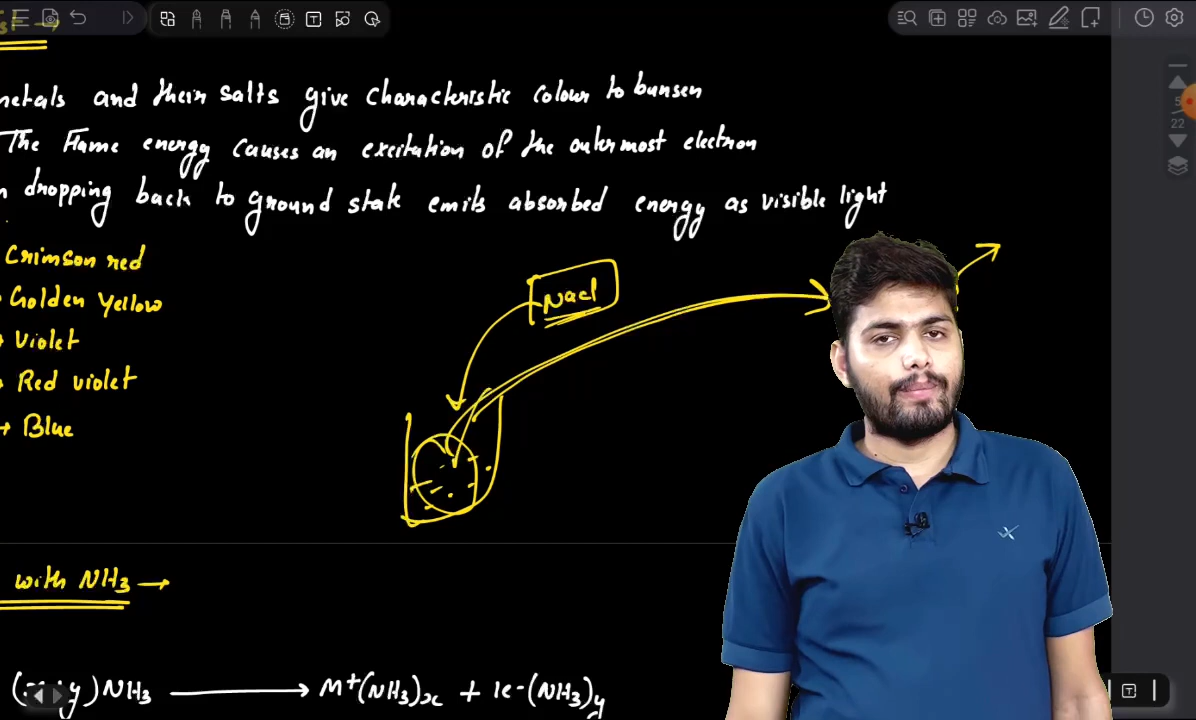 metals and their salts give characteristic colour to bunsen
The Flame energy causes an excitation of the outermost electron
dropping back to ground state emits absorbed energy as visible light
Crimson red
Golden Yellow
Violet
Red violet
→ Blue
Nacl
with NH3 →
y)NH3 → M+(NH3)x + 1e-(NH3)y
22